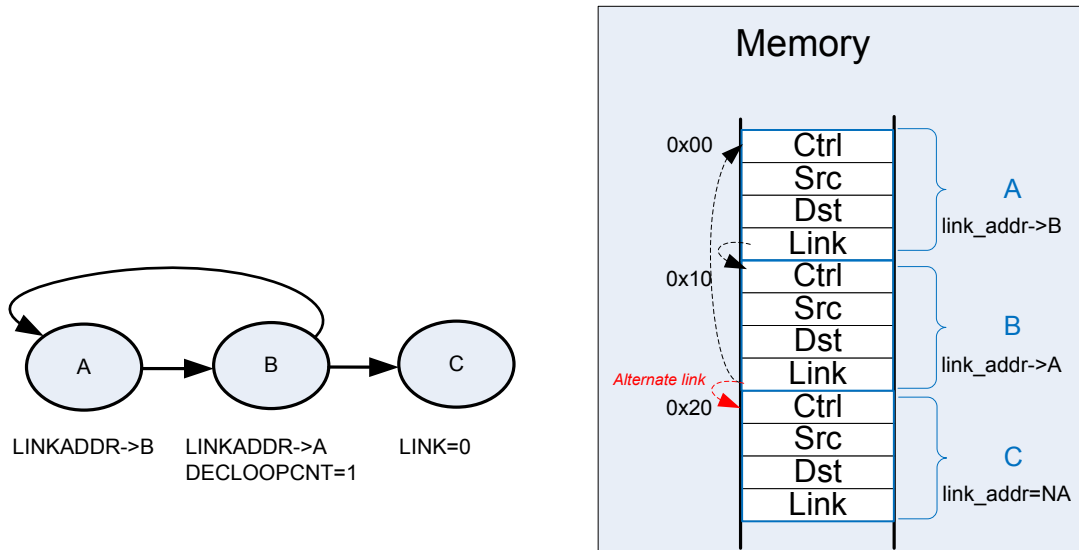 A
B
C
LINKADDR->B
LINKADDR->A
DECLOOPCNT=1
LINK=0
Memory
0x00
Ctrl
Src
Dst
Link
A
link_addr->B
0x10
Ctrl
Src
Dst
Link
B
link_addr->A
Alternate link
0x20
Ctrl
Src
Dst
Link
C
link_addr=NA